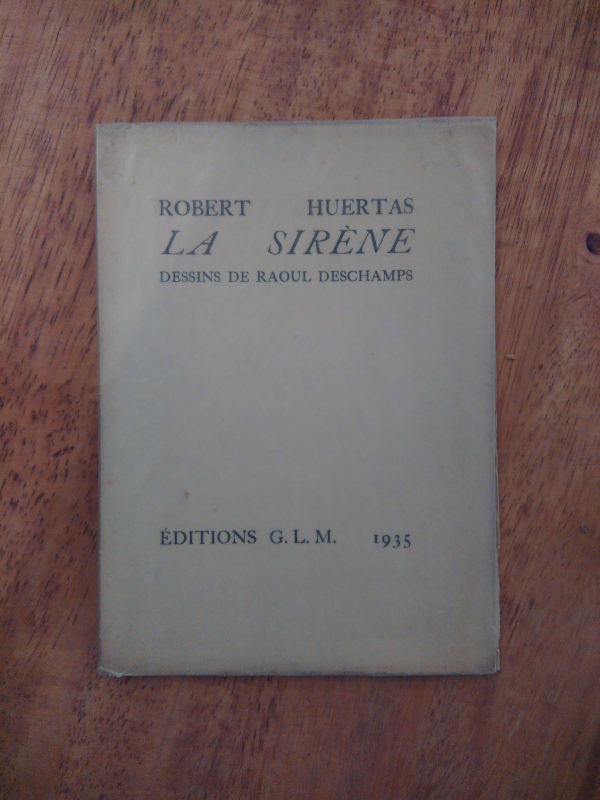 ROBERT HUERTAS
LA SIRÈNE
DESSINS DE RAOUL DESCHAMPS
ÉDITIONS G. L. M. 1935